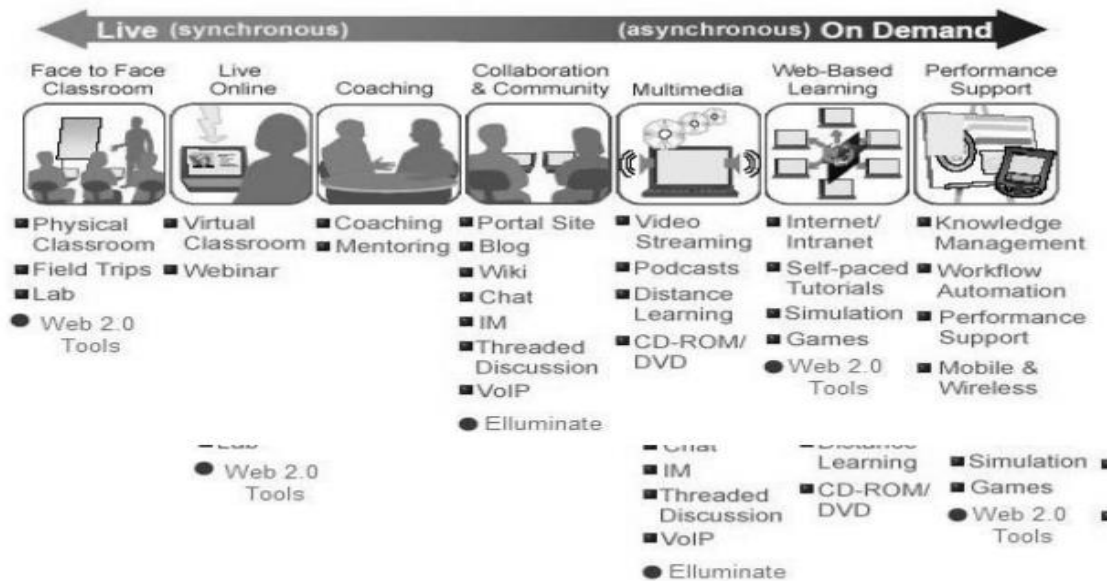 Live (synchronous) (asynchronous) On Demand
Face to Face
Classroom
Live
Online
Coaching
Collaboration
& Community
Multimedia
Web-Based
Learning
Performance
Support
Physical
Classroom
Field Trips
Lab
Web 2.0
Tools
Virtual
Classroom
Webinar
Coaching
Mentoring
Portal Site
Blog
Wiki
Chat
IM
Threaded
Discussion
VoIP
Elluminate
Video
Streaming
Podcasts
Distance
Learning
CD-ROM/
DVD
Internet/
Intranet
Self-paced
Tutorials
Simulation
Games
Web 2.0
Tools
Knowledge
Management
Workflow
Automation
Performance
Support
Mobile &
Wireless
Lab
Web 2.0
Tools
Chat
IM
Threaded
Discussion
VoIP
Elluminate
Distance
Learning
CD-ROM/
DVD
Simulation
Games
Web 2.0
Tools